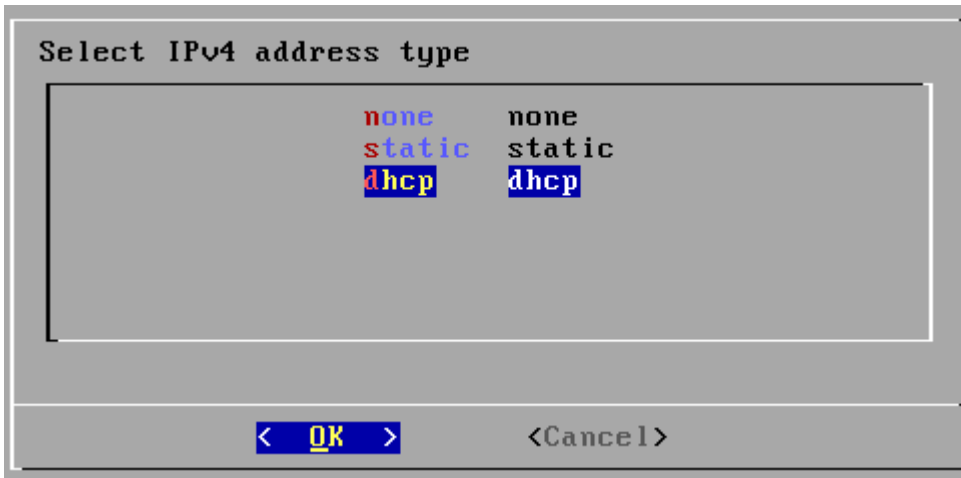 Select IPv4 address type
none none
static static
dhcp dhcp
< OK > <Cancel>